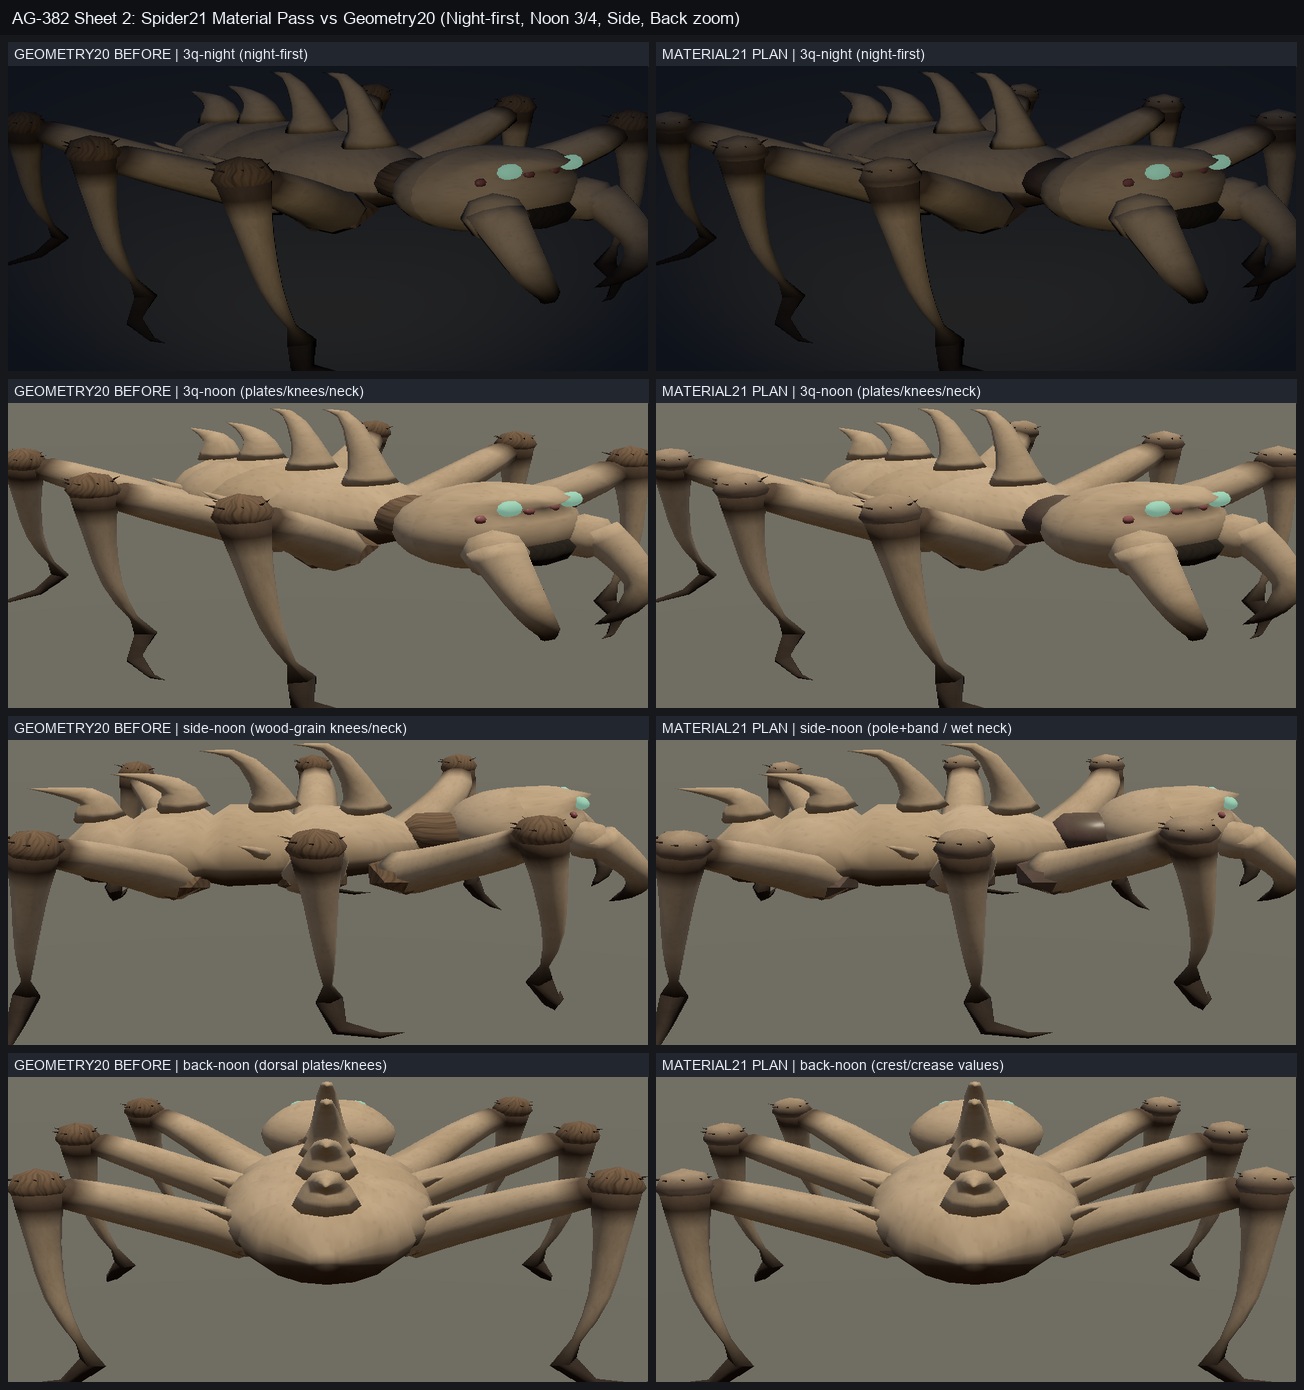 AG-382 Sheet 2: Spider21 Material Pass vs Geometry20 (Night-first, Noon 3/4, Side, Back zoom)
GEOMETRY20 BEFORE | 3q-night (night-first)
MATERIAL21 PLAN | 3q-night (night-first)
GEOMETRY20 BEFORE | 3q-noon (plates/knees/neck)
MATERIAL21 PLAN | 3q-noon (plates/knees/neck)
GEOMETRY20 BEFORE | side-noon (wood-grain knees/neck)
MATERIAL21 PLAN | side-noon (pole+band / wet neck)
GEOMETRY20 BEFORE | back-noon (dorsal plates/knees)
MATERIAL21 PLAN | back-noon (crest/crease values)